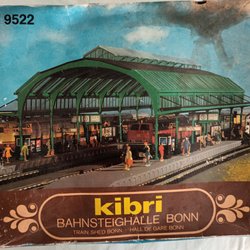 9522
kibri
BAHNSTEIGHALLE BONN
TRAIN SHED BONN · HALL DE GARE BONN